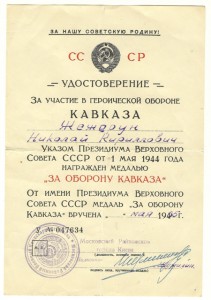 ЗА НАШУ СОВЕТСКУЮ РОДИНУ!
СС СР
УДОСТОВЕРЕНИЕ
ЗА УЧАСТИЕ В ГЕРОИЧЕСКОЙ ОБОРОНЕ
КАВКАЗА
Николай Кириллович
УКАЗОМ ПРЕЗИДИУМА ВЕРХОВНОГО
СОВЕТА СССР ОТ 1 МАЯ 1944 ГОДА
НАГРАЖДЕН МЕДАЛЬЮ
„ЗА ОБОРОНУ КАВКАЗА“
ОТ ИМЕНИ ПРЕЗИДИУМА ВЕРХОВНОГО
СОВЕТА СССР МЕДАЛЬ „ЗА ОБОРОНУ
КАВКАЗА“ ВРУЧЕНА мая
У № 047634